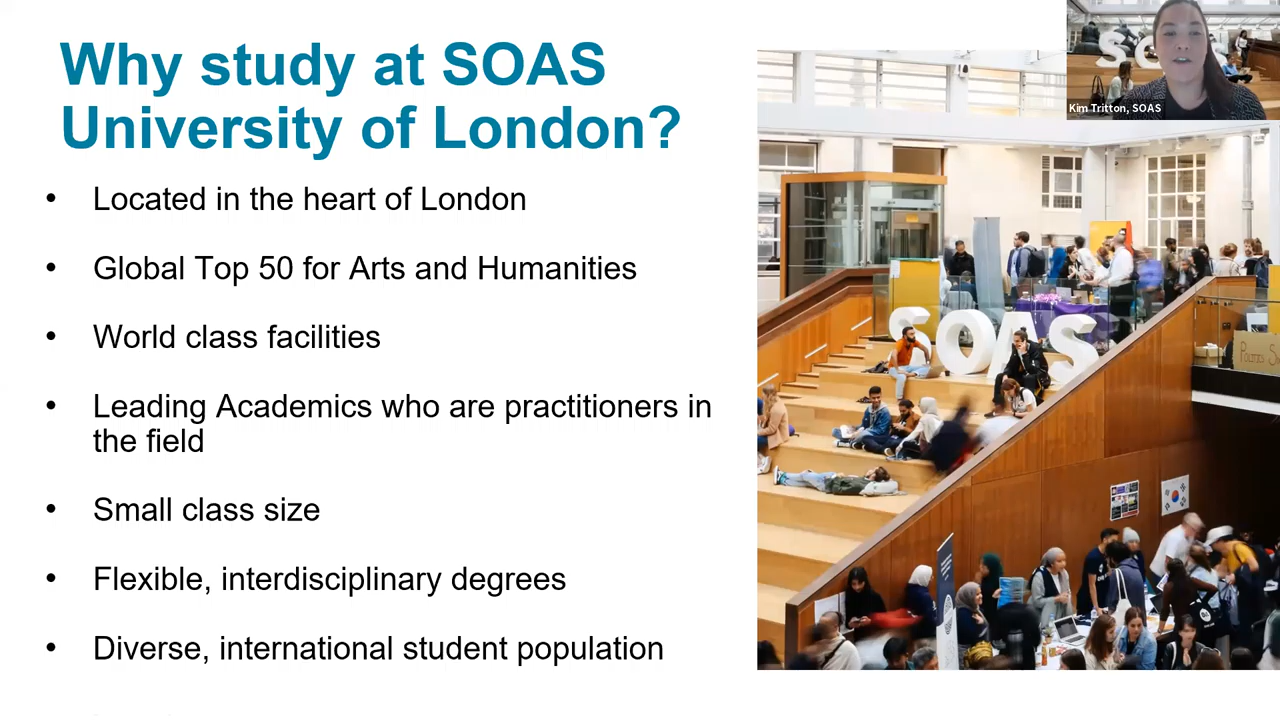 Why study at SOAS
University of London?
• Located in the heart of London
• Global Top 50 for Arts and Humanities
• World class facilities
• Leading Academics who are practitioners in
the field
• Small class size
• Flexible, interdisciplinary degrees
• Diverse, international student population
Kim Tritton, SOAS
SOAS